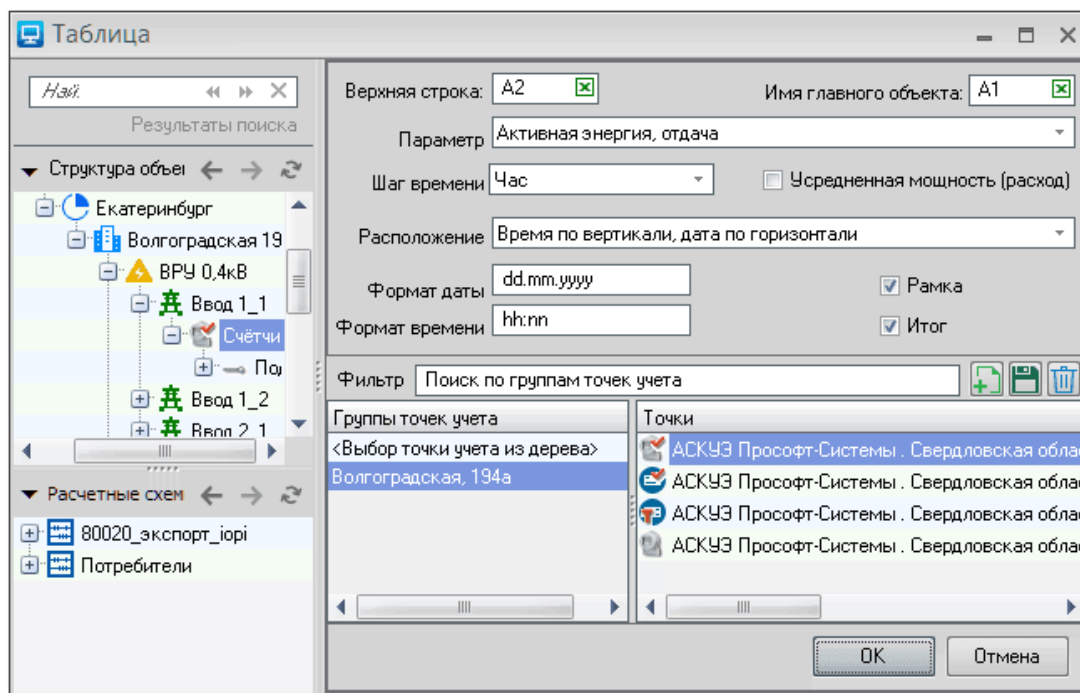 Таблица
Най.
Результаты поиска
Структура объек
Екатеринбург
Волгоградская 19
ВРУ 0,4кВ
Ввод 1_1
Счётчи
Ввод 1_2
Ввод 2_1
Расчетные схем
80020_экспорт_iopi
Потребители
Верхняя строка: A2
Имя главного объекта: A1
Параметр Активная энергия, отдача
Шаг времени Час
Усредненная мощность (расход)
Расположение Время по вертикали, дата по горизонтали
Формат даты dd.mm.yyyy
Рамка
Формат времени hh:nn
Итог
Фильтр Поиск по группам точек учета
Группы точек учета
<Выбор точки учета из дерева>
Волгоградская, 194а
Точки
АСКУЭ Прософт-Системы . Свердловская облас
АСКУЭ Прософт-Системы . Свердловская облас
АСКУЭ Прософт-Системы . Свердловская облас
АСКУЭ Прософт-Системы . Свердловская облас
OK
Отмена